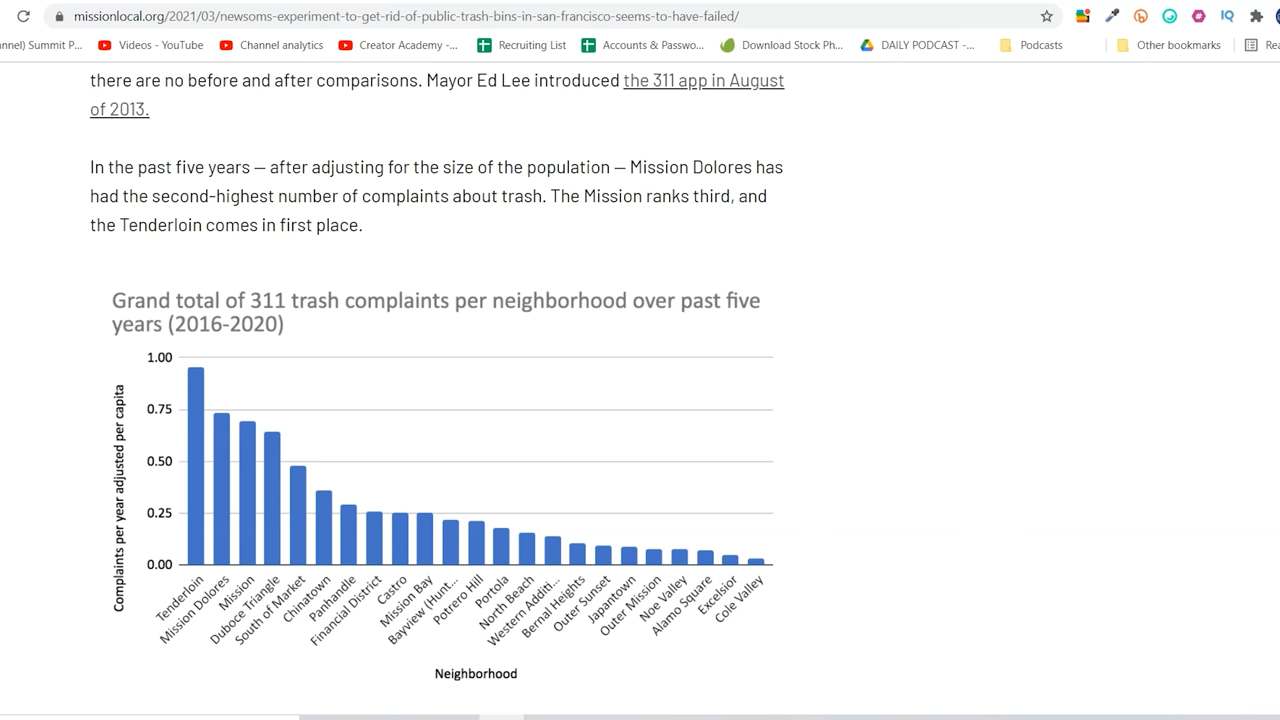 missionlocal.org/2021/03/newsoms-experiment-to-get-rid-of-public-trash-bins-in-san-francisco-seems-to-have-failed/
IQ
nnel) Summit P... Videos - YouTube Channel analytics Creator Academy -... Recruiting List Accounts & Passwo... Download Stock Ph... DAILY PODCAST -... Podcasts Other bookmarks Rea
there are no before and after comparisons. Mayor Ed Lee introduced the 311 app in August
of 2013.
In the past five years — after adjusting for the size of the population — Mission Dolores has
had the second-highest number of complaints about trash. The Mission ranks third, and
the Tenderloin comes in first place.
Grand total of 311 trash complaints per neighborhood over past five
years (2016-2020)
Complaints per year adjusted per capita
1.00
0.75
0.50
0.25
0.00
Tenderloin
Mission Dolores
Mission
Duboce Triangle
South of Market
Chinatown
Panhandle
Financial District
Castro
Mission Bay
Bayview (Hunt...
Potrero Hill
Portola
North Beach
Western Additi...
Bernal Heights
Outer Sunset
Japantown
Outer Mission
Noe Valley
Alamo Square
Excelsior
Cole Valley
Neighborhood